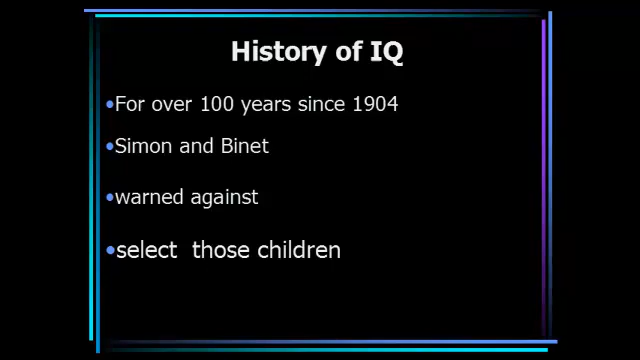 History of IQ
•For over 100 years since 1904
•Simon and Binet
•warned against
•select  those children